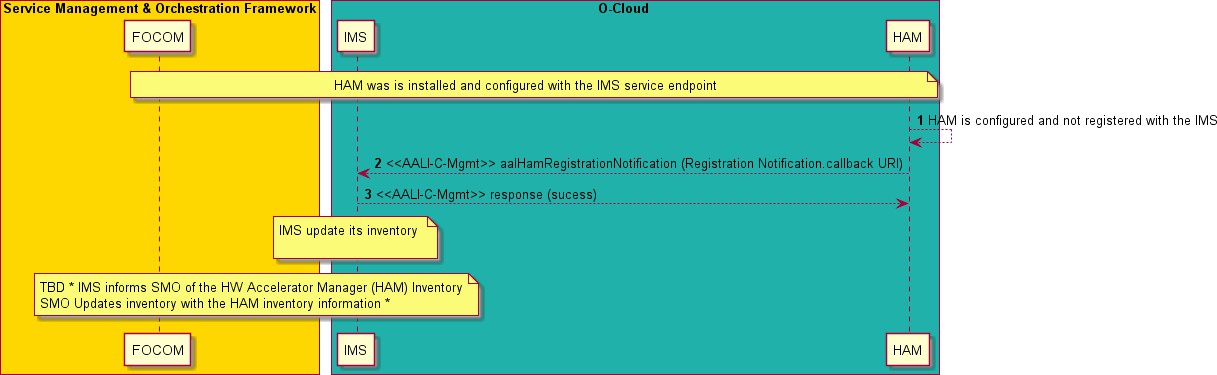 Service Management & Orchestration Framework
O-Cloud
FOCOM
IMS
HAM
HAM was is installed and configured with the IMS service endpoint
1 HAM is configured and not registered with the IMS
2 <<AALI-C-Mgmt>> aalHamRegistrationNotification (Registration Notification.callback URI)
3 <<AALI-C-Mgmt>> response (sucess)
IMS update its inventory
TBD * IMS informs SMO of the HW Accelerator Manager (HAM) Inventory
SMO Updates inventory with the HAM inventory information *
FOCOM
IMS
HAM